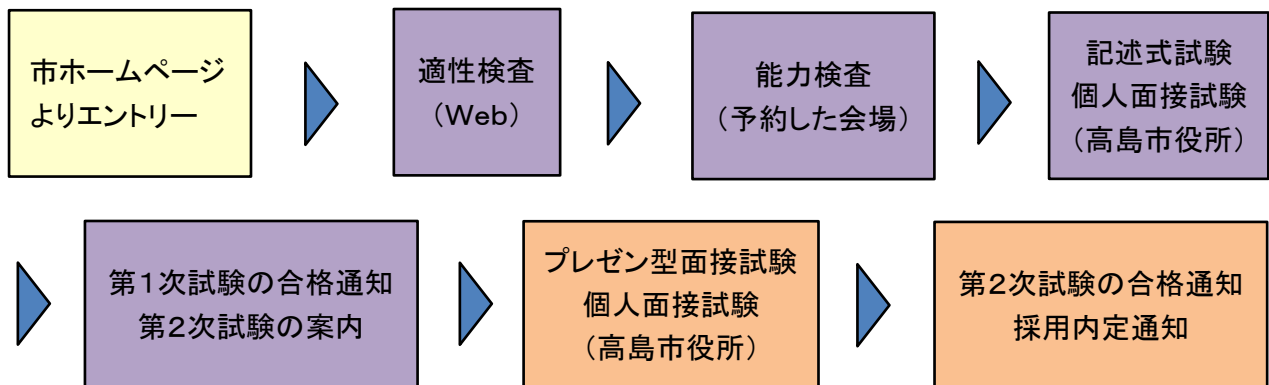 市ホームページ
よりエントリー
適性検査
（Web）
能力検査
（予約した会場）
記述式試験
個人面接試験
（高島市役所）
第１次試験の合格通知
第２次試験の案内
プレゼン型面接試験
個人面接試験
（高島市役所）
第２次試験の合格通知
採用内定通知